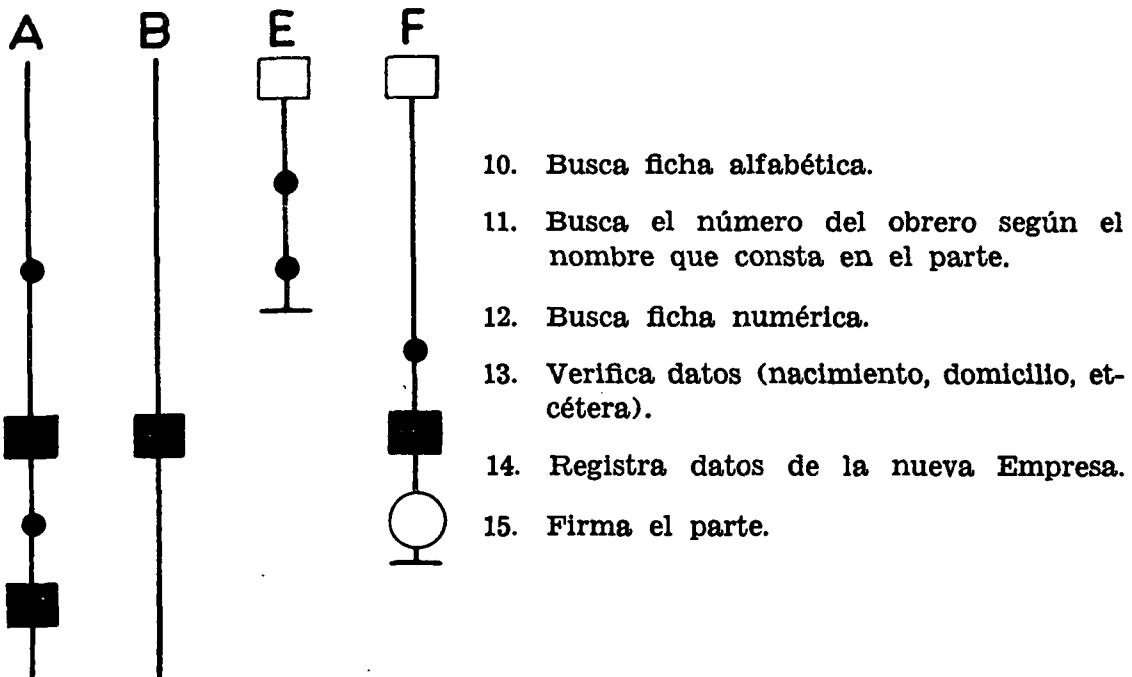 A B E F
10. Busca ficha alfabética.
11. Busca el número del obrero según el
nombre que consta en el parte.
12. Busca ficha numérica.
13. Verifica datos (nacimiento, domicilio, et-
cétera).
14. Registra datos de la nueva Empresa.
15. Firma el parte.